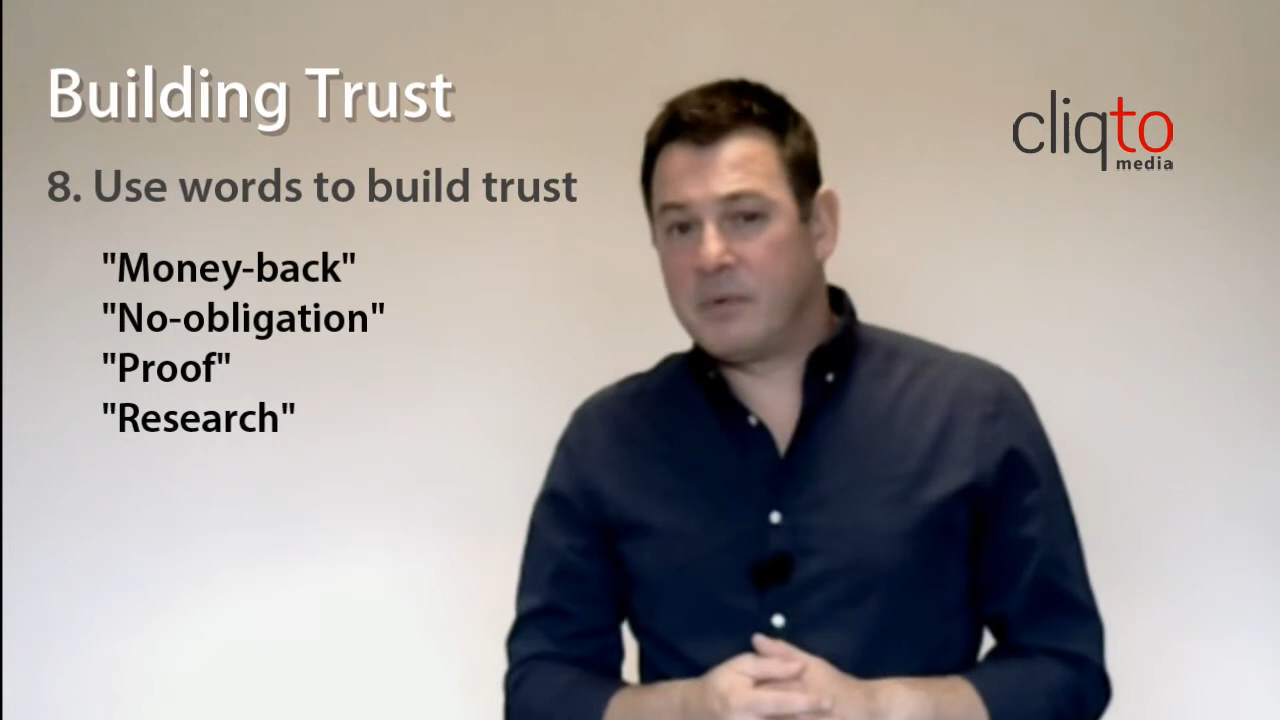 Building Trust
cliqto
media
8. Use words to build trust
"Money-back"
"No-obligation"
"Proof"
"Research"